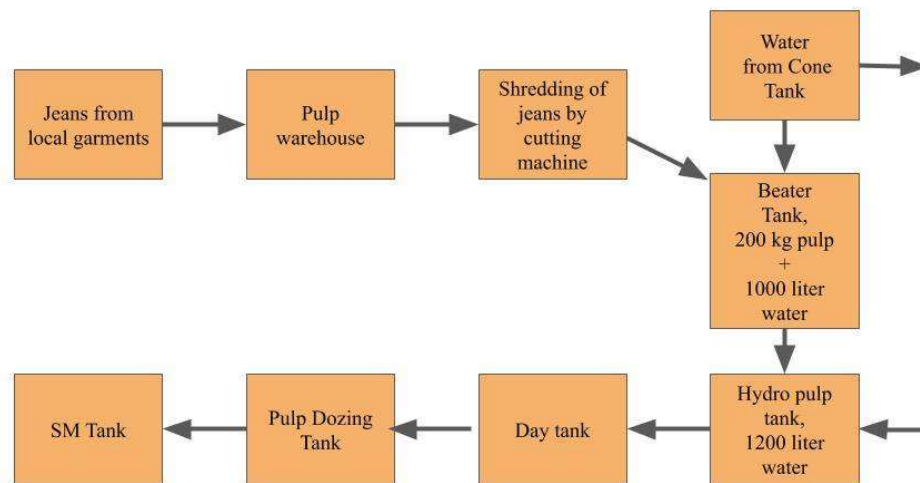 Jeans from
local garments
Pulp
warehouse
Shredding of
jeans by
cutting
machine
Water
from Cone
Tank
Beater
Tank,
200 kg pulp
+
1000 liter
water
Hydro pulp
tank,
1200 liter
water
Day tank
Pulp Dozing
Tank
SM Tank